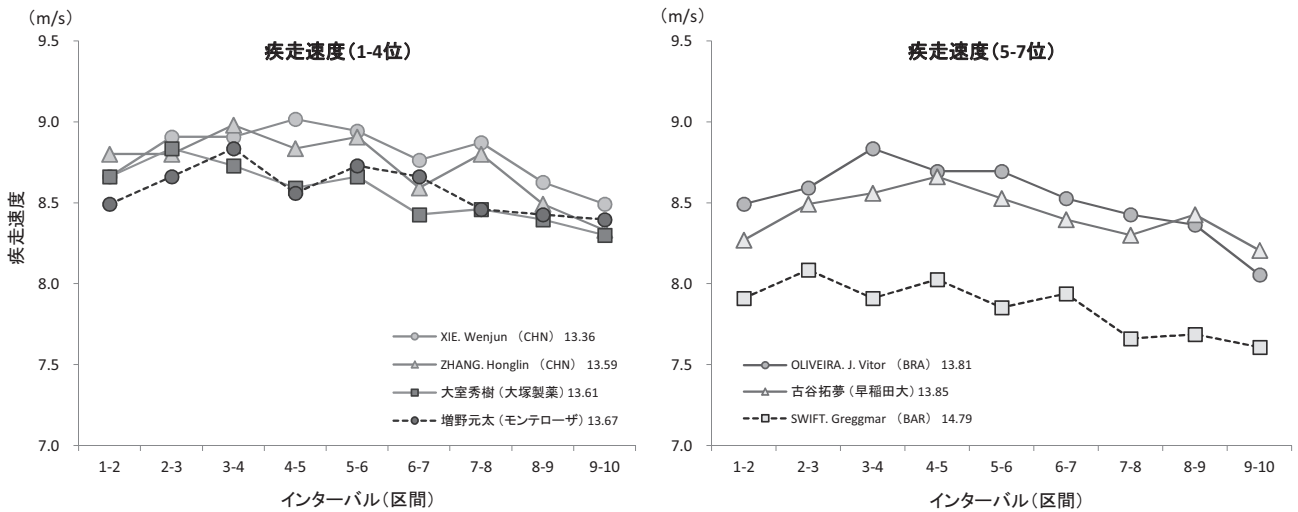 (m/s)
疾走速度(1-4位)
9.5
9.0
8.5
8.0
7.5
7.0
疾走速度
XIE. Wenjun (CHN) 13.36
ZHANG. Honglin (CHN) 13.59
大室秀樹 (大塚製薬) 13.61
増野元太 (モンテローザ) 13.67
1-2 2-3 3-4 4-5 5-6 6-7 7-8 8-9 9-10
インターバル(区間)
(m/s)
疾走速度(5-7位)
9.5
9.0
8.5
8.0
7.5
7.0
OLIVEIRA. J. Vitor (BRA) 13.81
古谷拓夢 (早稲田大) 13.85
SWIFT. Greggmar (BAR) 14.79
1-2 2-3 3-4 4-5 5-6 6-7 7-8 8-9 9-10
インターバル(区間)